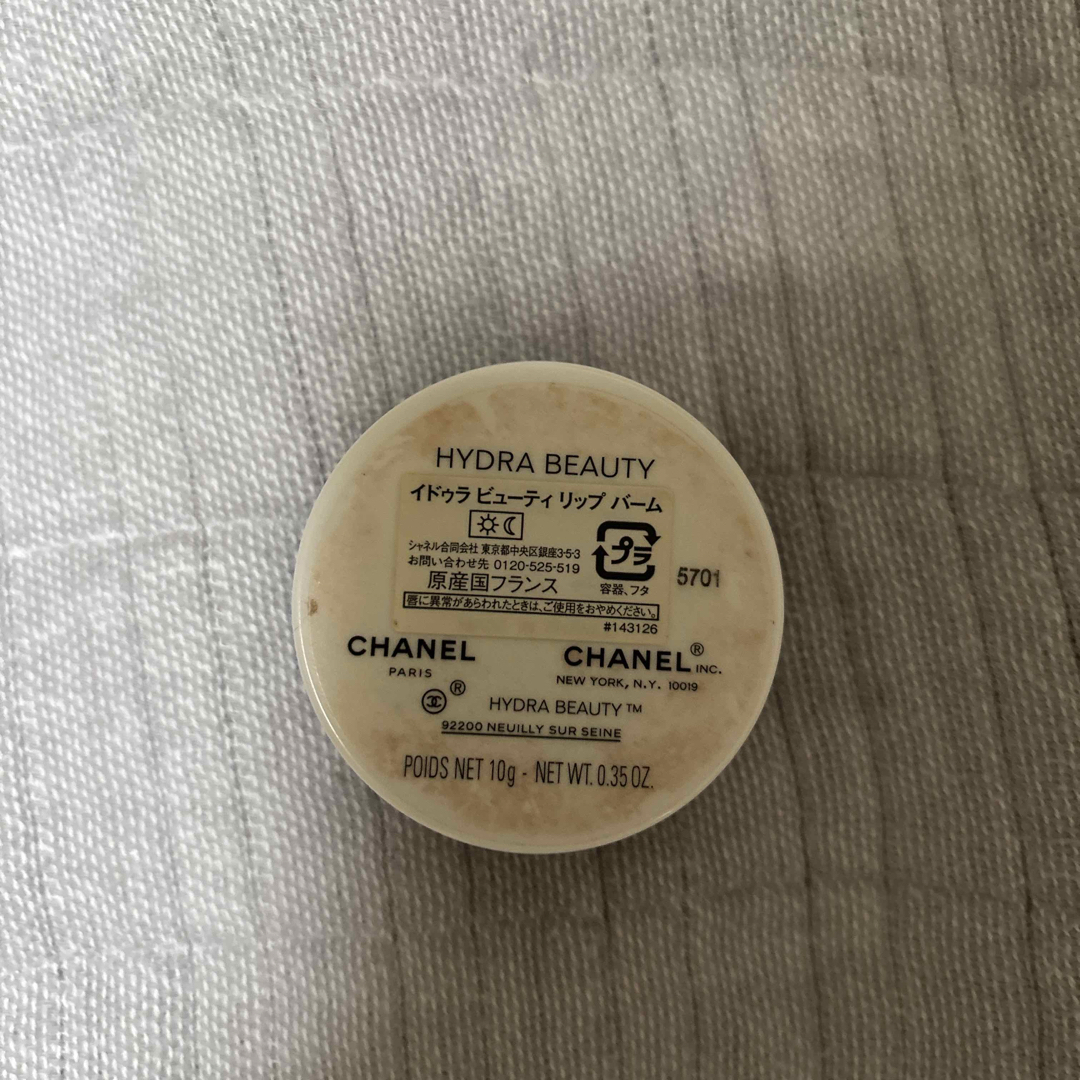 HYDRA BEAUTY
イドゥラ ビューティ リップ バーム
シャネル合同会社 東京都中央区銀座3-5-3
お問い合わせ先 0120-525-519
原産国フランス
プラ
容器、フタ
5701
唇に異常があらわれたときは、ご使用をおやめください。
#143126
CHANEL
PARIS
CHANEL® INC.
NEW YORK, N.Y. 10019
®
HYDRA BEAUTY™
92200 NEUILLY SUR SEINE
POIDS NET 10g - NET WT. 0.35 OZ.